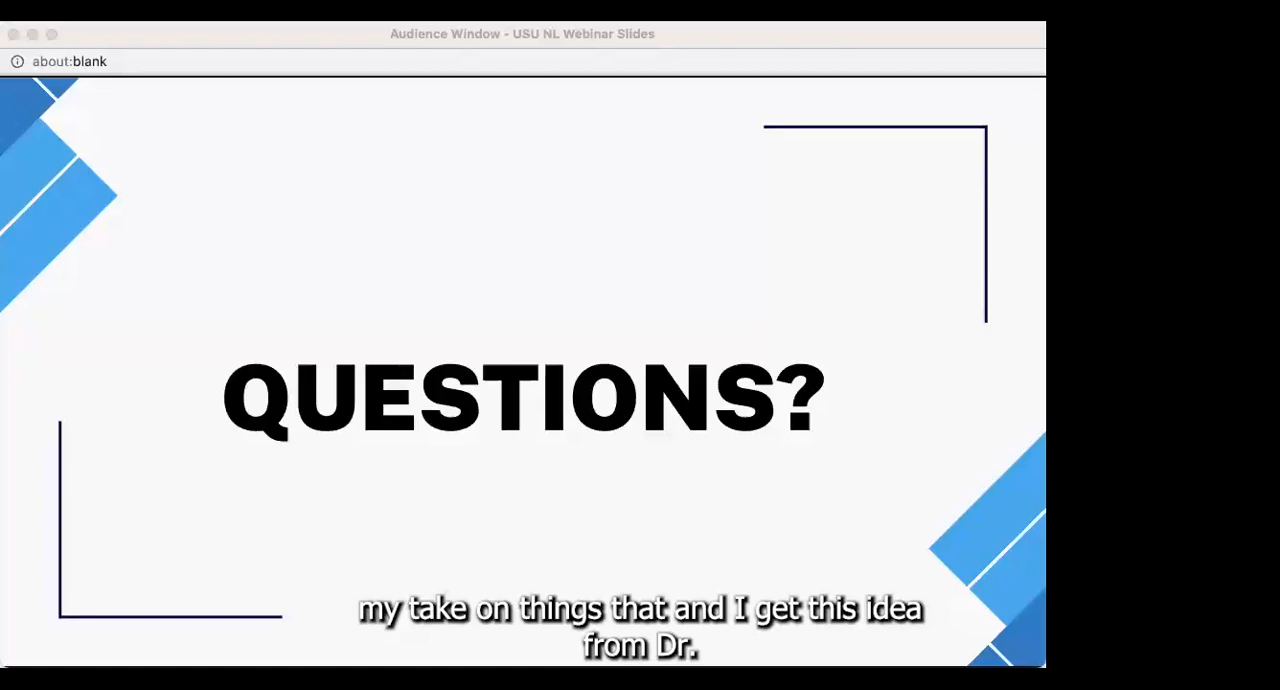 Audience Window - USU NL Webinar Slides
about:blank
QUESTIONS?
my take on things that and I get this idea
from Dr.